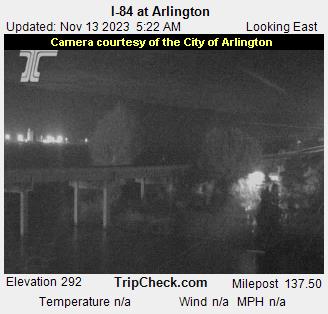 I-84 at Arlington
Updated: Nov 13 2023 5:22 AM Looking East
Camera courtesy of the City of Arlington
Elevation 292 TripCheck.com Milepost 137.50
Temperature n/a Wind n/a MPH n/a